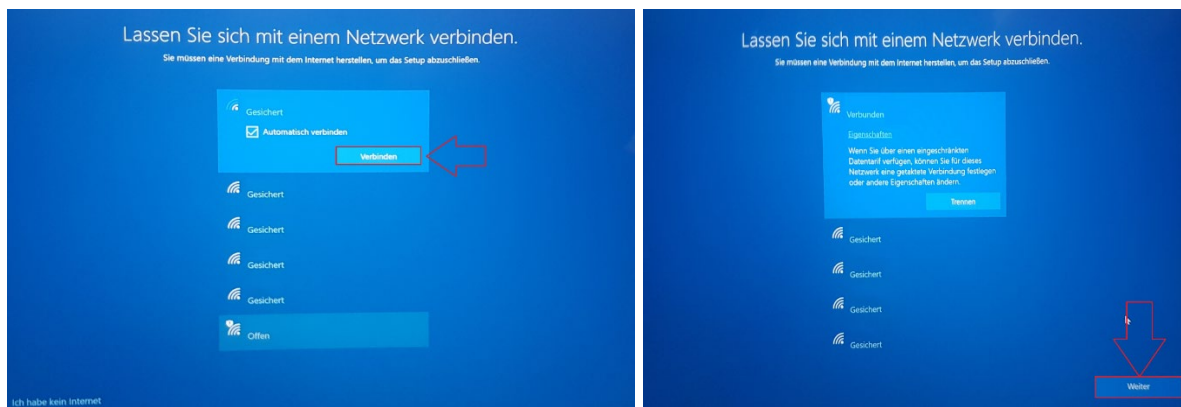 Lassen Sie sich mit einem Netzwerk verbinden.
Sie müssen eine Verbindung mit dem Internet herstellen, um das Setup abzuschließen.
Gesichert
Automatisch verbinden
Verbinden
Gesichert
Gesichert
Gesichert
Gesichert
Offen
Ich habe kein Internet
Lassen Sie sich mit einem Netzwerk verbinden.
Sie müssen eine Verbindung mit dem Internet herstellen, um das Setup abzuschließen.
Verbunden
Eigenschaften
Wenn Sie über einen eingeschränkten
Datentarif verfügen, können Sie für dieses
Netzwerk eine getaktete Verbindung festlegen
oder andere Eigenschaften ändern.
Trennen
Gesichert
Gesichert
Gesichert
Gesichert
Weiter